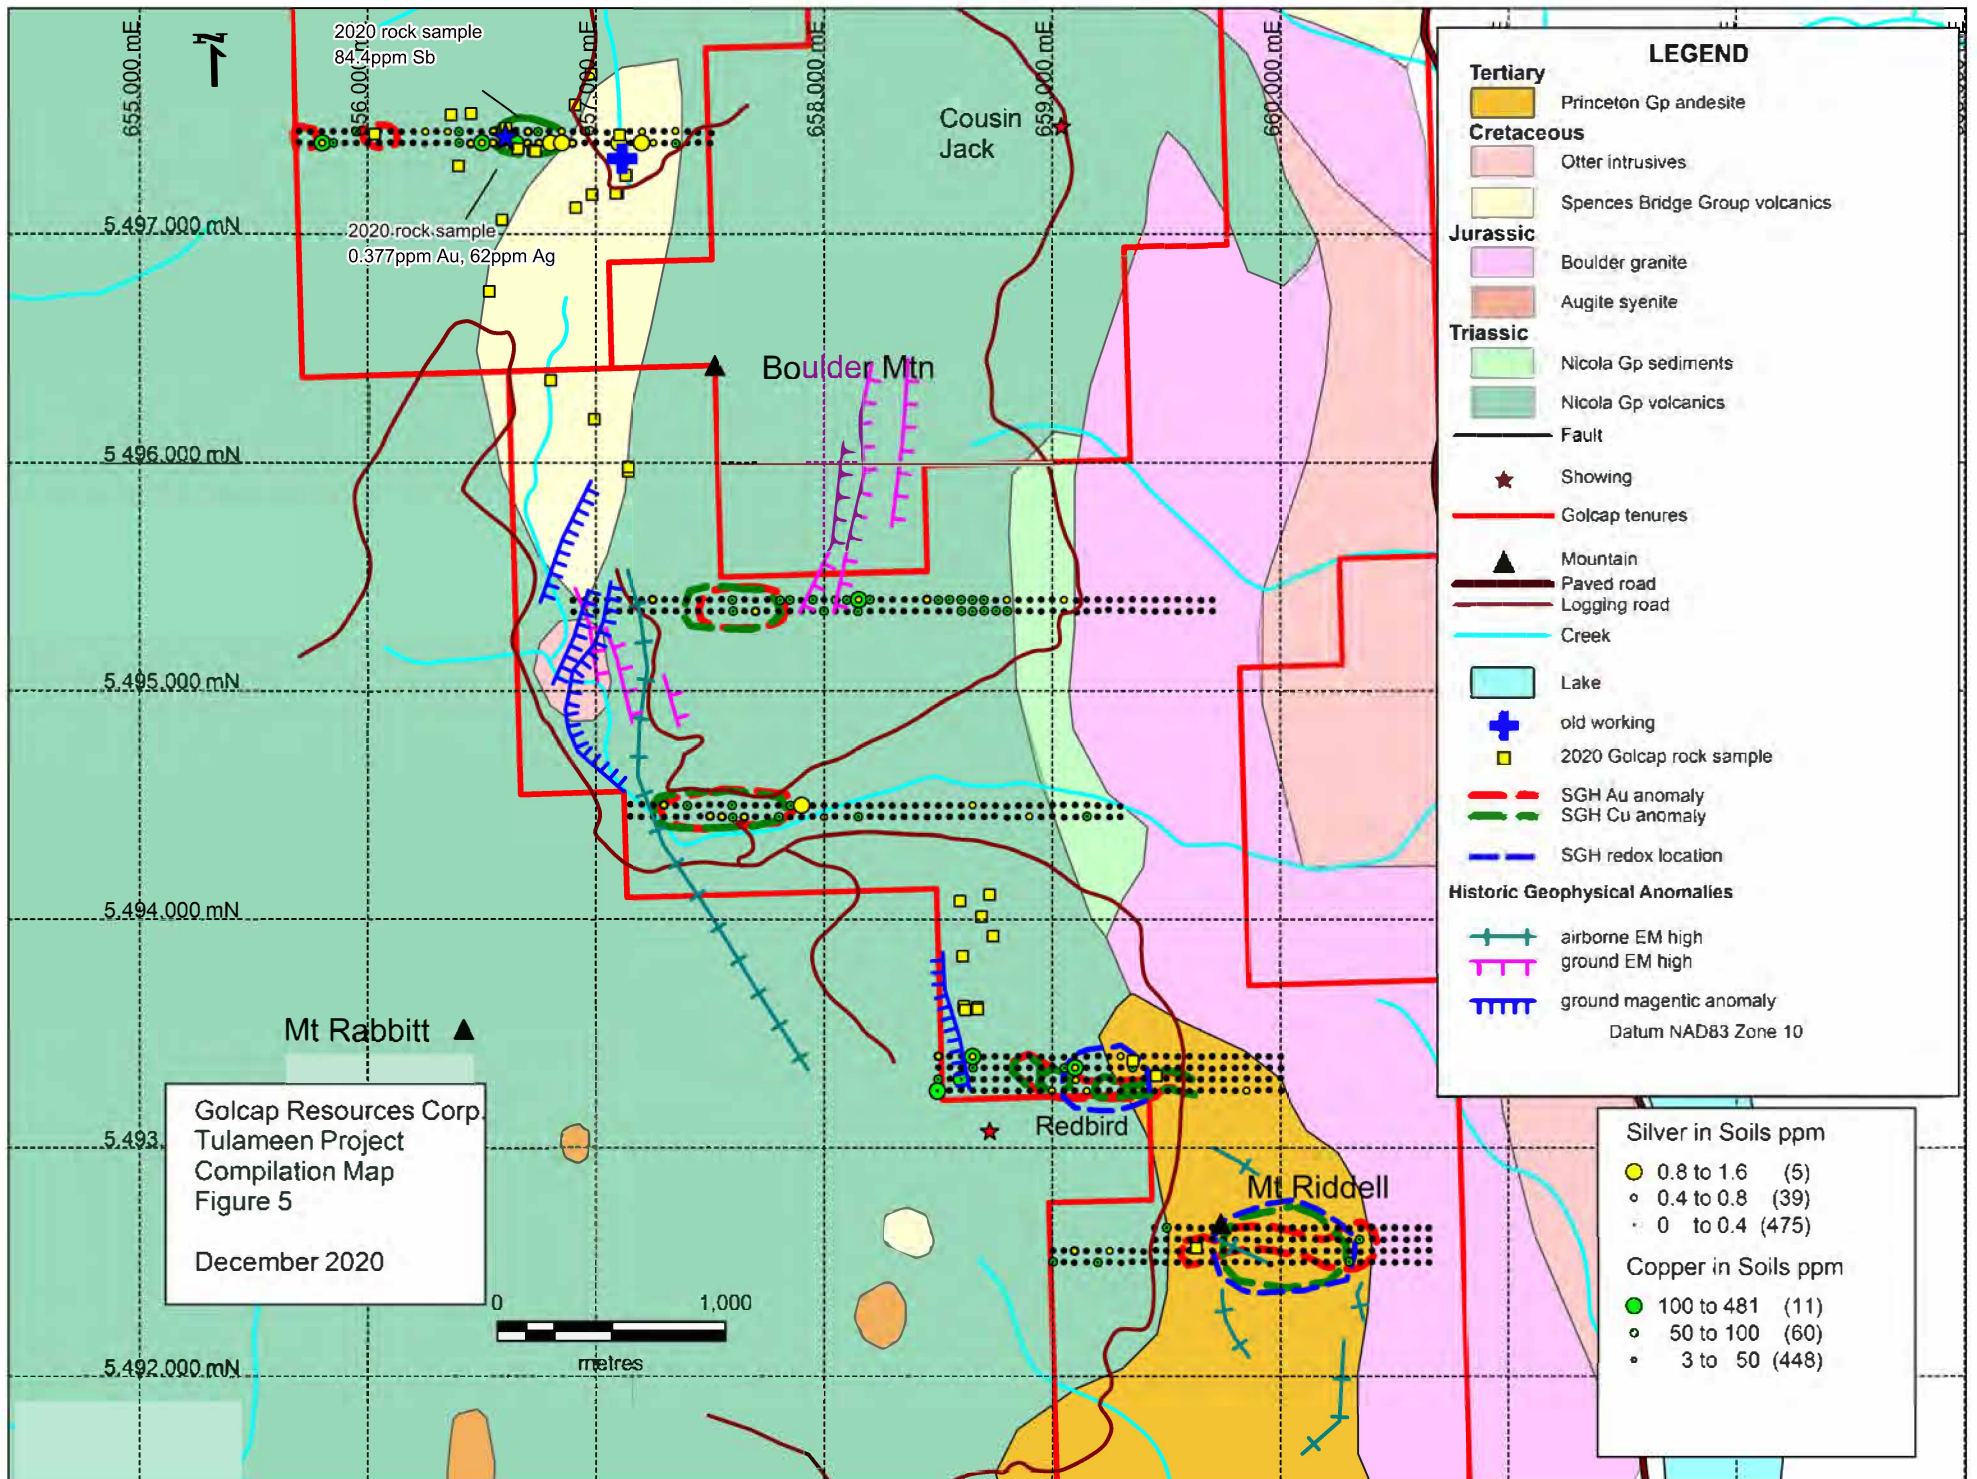 2020 rock sample
84.4ppm Sb
655,000 mE
656,000 mE
657,000 mE
658,000 mE
659,000 mE
660,000 mE
Cousin
Jack
5,497,000 mN
2020 rock sample
0.377ppm Au, 62ppm Ag
Boulder Mtn
5,496,000 mN
5,495,000 mN
5,494,000 mN
Mt Rabbitt
Redbird
5,493,
Mt Riddell
5,492,000 mN
Golcap Resources Corp.
Tulameen Project
Compilation Map
Figure 5
December 2020
0 1,000
metres
LEGEND
Tertiary
Princeton Gp andesite
Cretaceous
Otter intrusives
Spences Bridge Group volcanics
Jurassic
Boulder granite
Augite syenite
Triassic
Nicola Gp sediments
Nicola Gp volcanics
Fault
Showing
Golcap tenures
Mountain
Paved road
Logging road
Creek
Lake
old working
2020 Golcap rock sample
SGH Au anomaly
SGH Cu anomaly
SGH redox location
Historic Geophysical Anomalies
airborne EM high
ground EM high
ground magentic anomaly
Datum NAD83 Zone 10
Silver in Soils ppm
0.8 to 1.6 (5)
0.4 to 0.8 (39)
0 to 0.4 (475)
Copper in Soils ppm
100 to 481 (11)
50 to 100 (60)
3 to 50 (448)